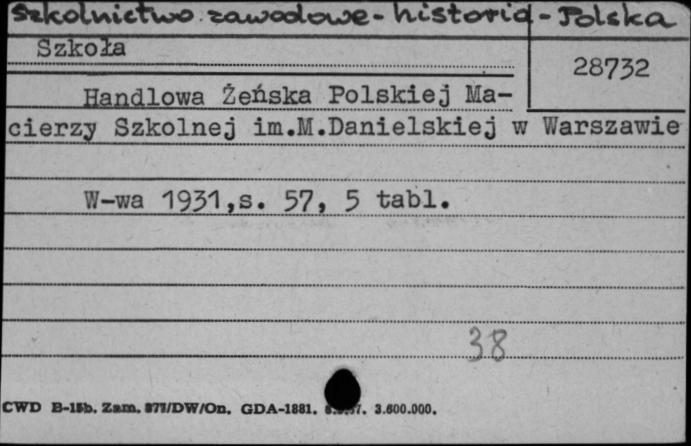 Szkolnictwo zawodowe - historia - Polska
Szkoła
28732
Handlowa Żeńska Polskiej Ma-
cierzy Szkolnej im.M.Danielskiej w Warszawie
W-wa 1931,s. 57, 5 tabl.
38
CWD B-15b. Zam. 877/DW/On. GDA-1881. 3.600.000.